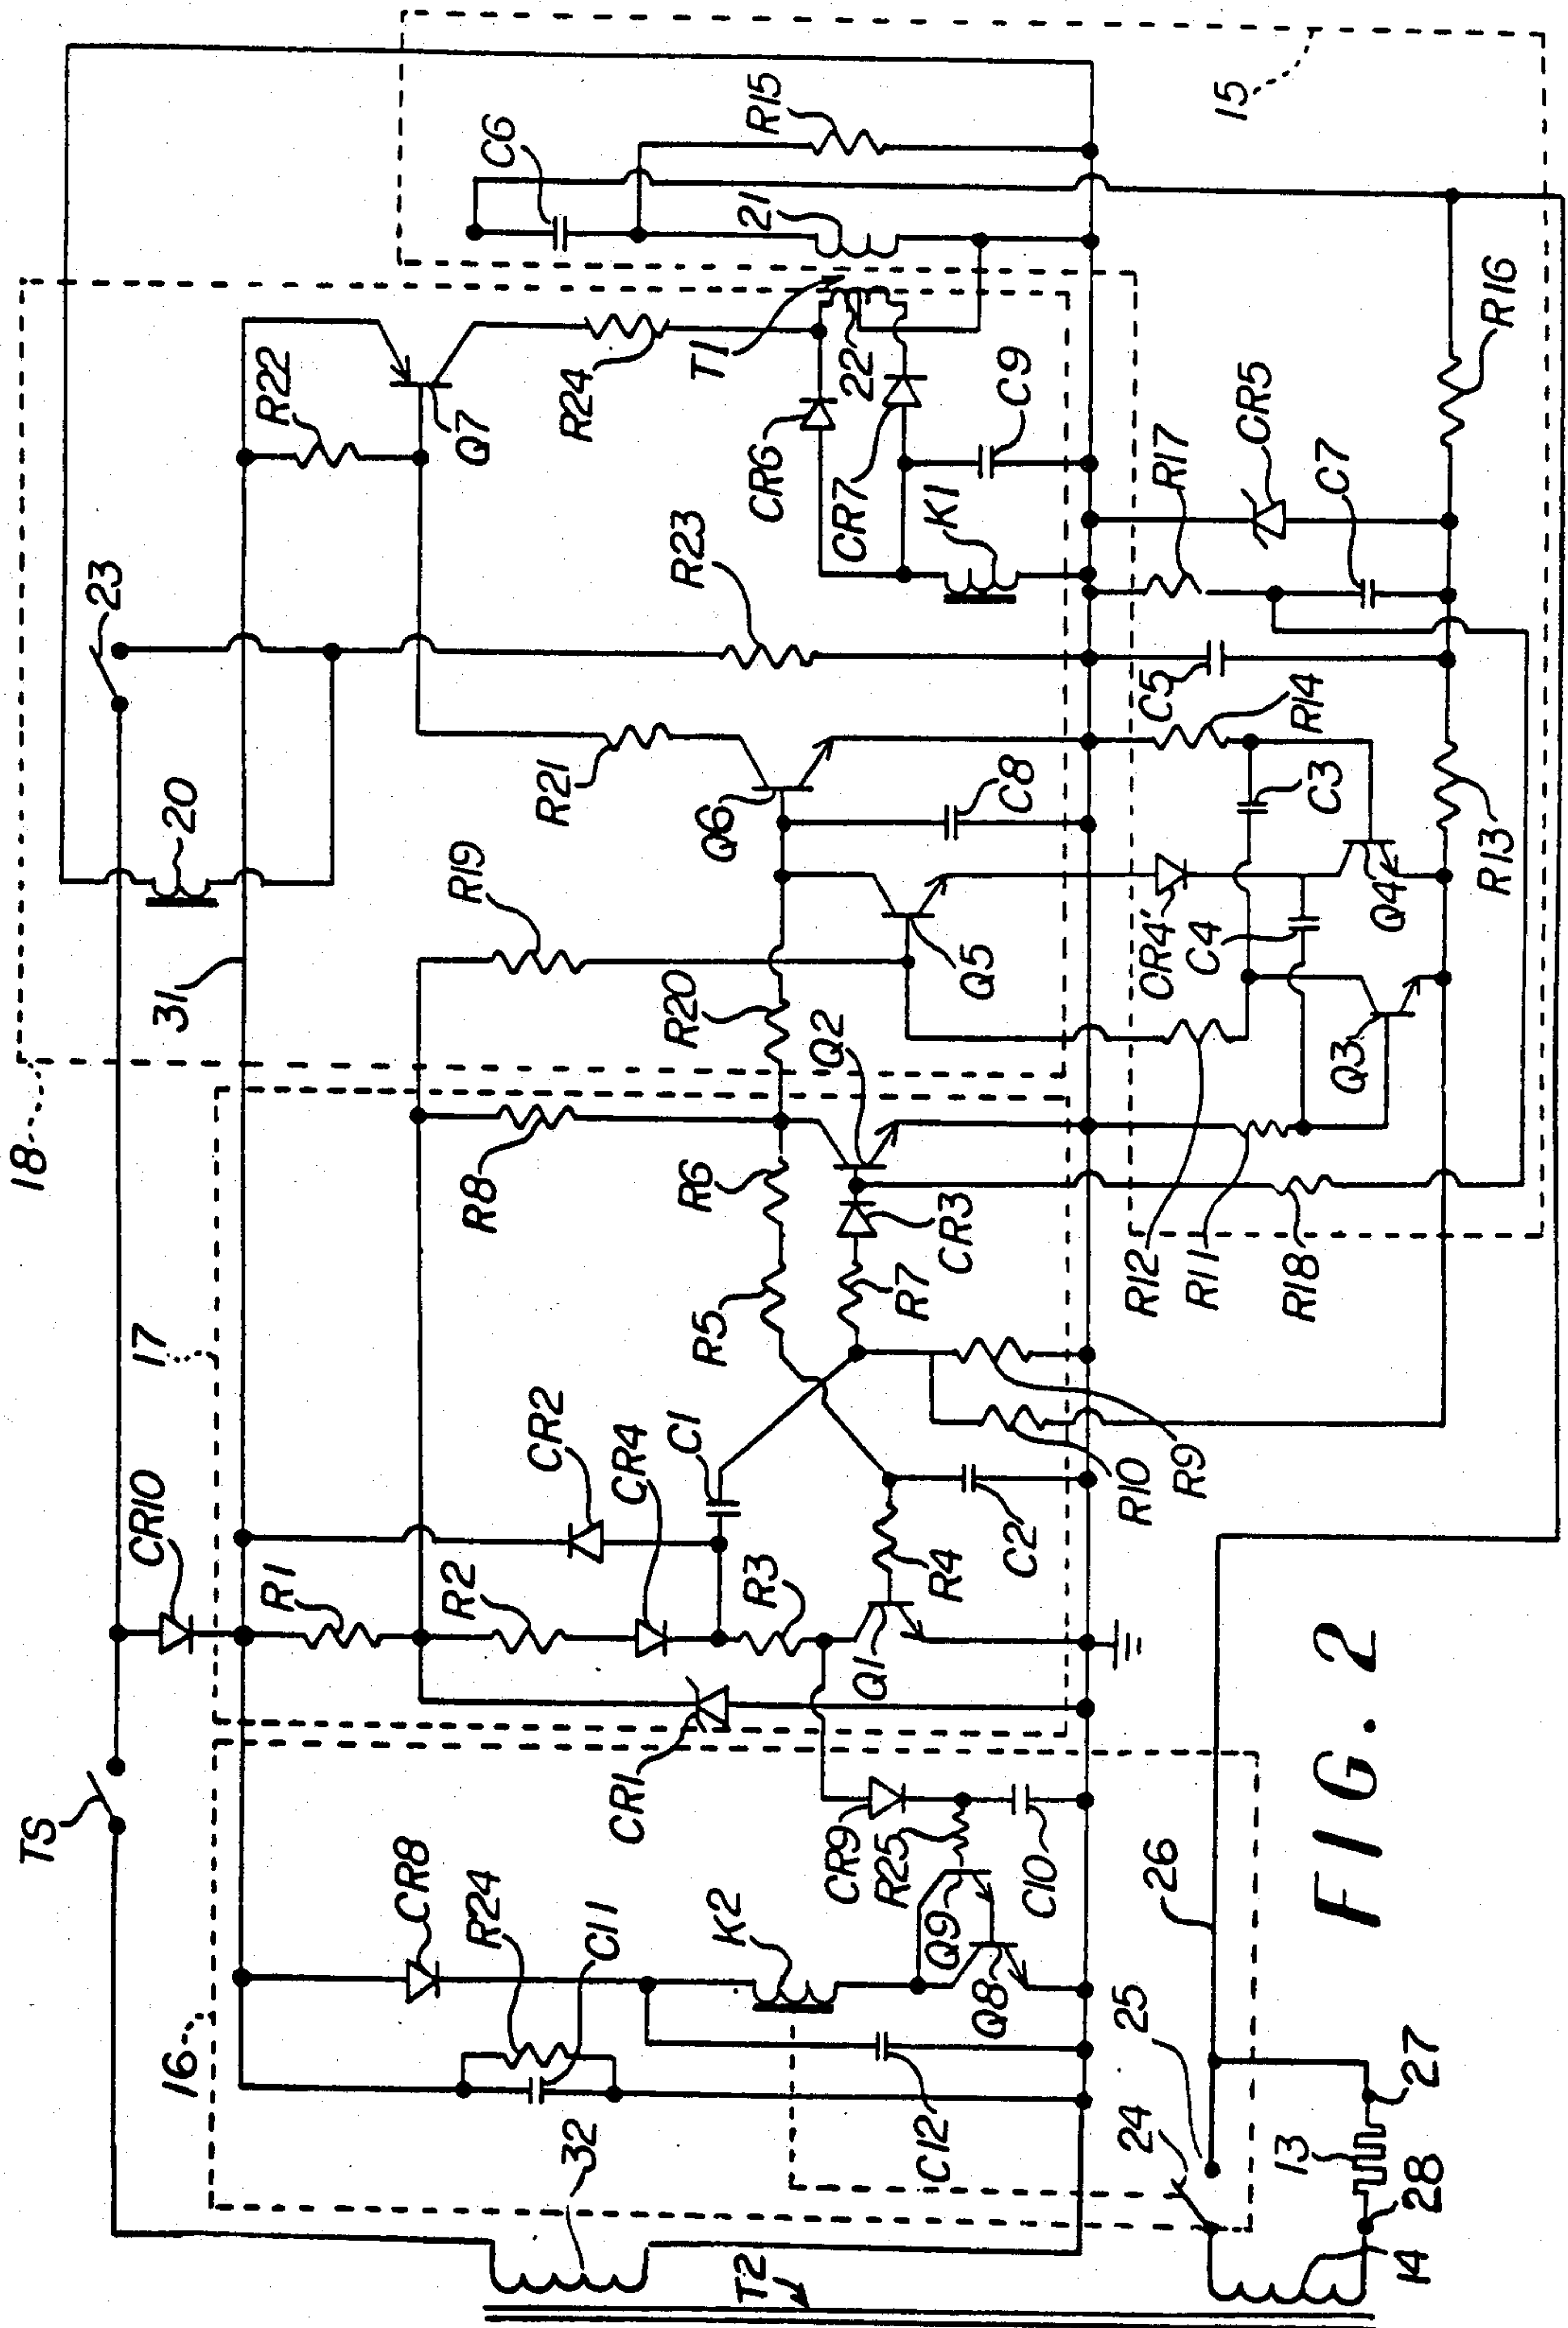 TS
CR10
17
18
31
20
23
16
CR8
R24
C11
32
T2
K2
C12
CR1
R1
R2
CR2
CR4
C1
R3
Q1
R4
C2
CR9
R25
Q9
Q8
C10
R8
R5
R6
R7
CR3
Q2
R10
R9
R19
R20
Q5
R21
Q6
C8
R23
R22
Q7
R24
T1
22
CR6
CR7
K1
C9
21
C6
R15
15
R12
R11
R18
Q3
CR4'
C4
Q4
C3
R14
R13
C5
R17
C7
CR5
R16
24
25
26
27
13
28
14
FIG. 2